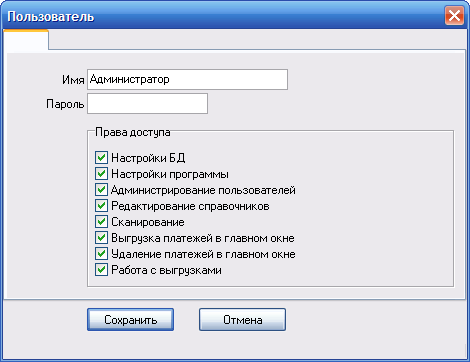 Пользователь
Имя Администратор
Пароль
Права доступа
Настройки БД
Настройки программы
Администрирование пользователей
Редактирование справочников
Сканирование
Выгрузка платежей в главном окне
Удаление платежей в главном окне
Работа с выгрузками
Сохранить Отмена